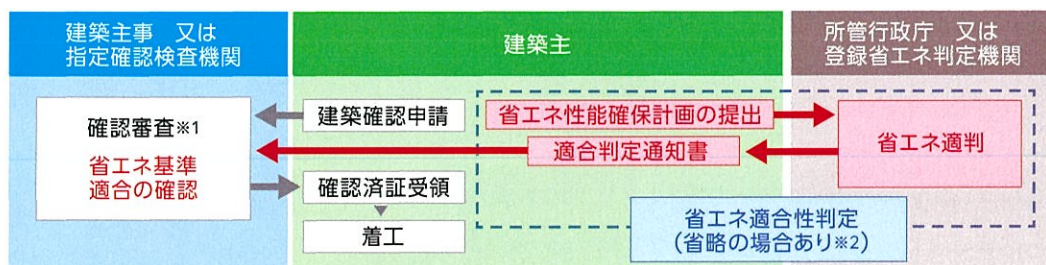 建築主事 又は
指定確認検査機関
建築主
所管行政庁 又は
登録省エネ判定機関
確認審査※1
省エネ基準
適合の確認
建築確認申請
省エネ性能確保計画の提出
適合判定通知書
省エネ適判
確認済証受領
着工
省エネ適合性判定
(省略の場合あり※2)